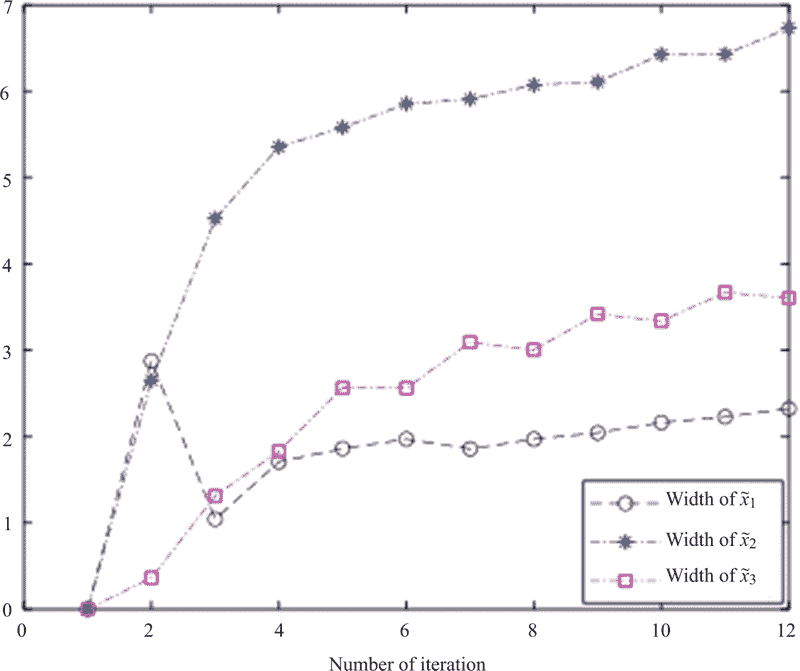 7
6
5
4
3
2
1
0
0 2 4 6 8 10 12
Width of x̃₁
Width of x̃₂
Width of x̃₃
Number of iteration